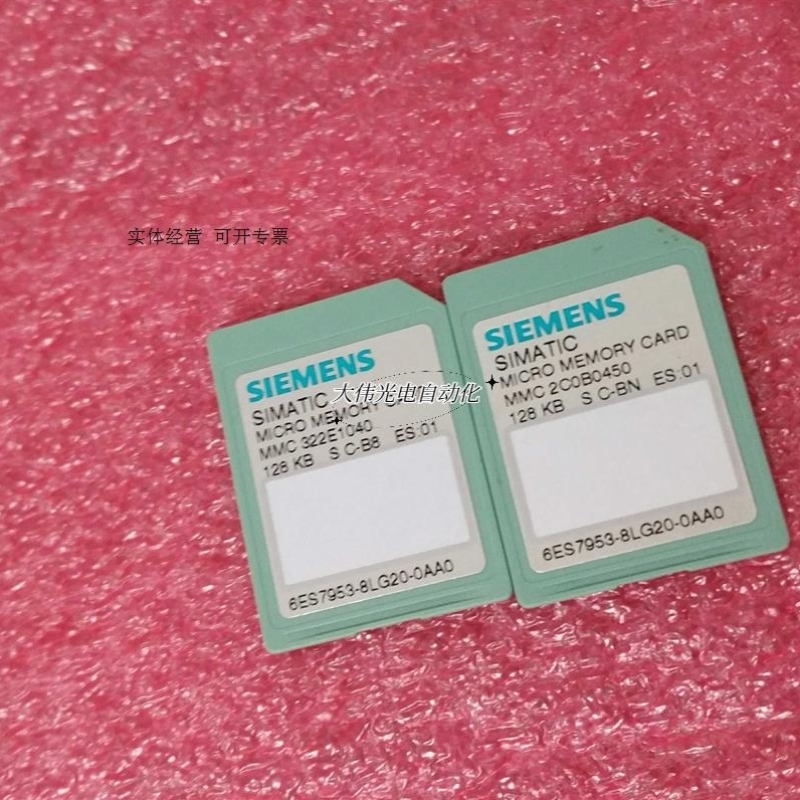 实体经营 可开专票
SIEMENS
SIMATIC
MICRO MEMORY
MMC 322E1040
128 KB S C-B8 ES:01
6ES7953-8LG20-0AA0
大伟光电自动化
SIEMENS
SIMATIC
MICRO MEMORY CARD
MMC 2C0B0450
128 KB S C-BN ES:01
6ES7953-8LG20-0AA0